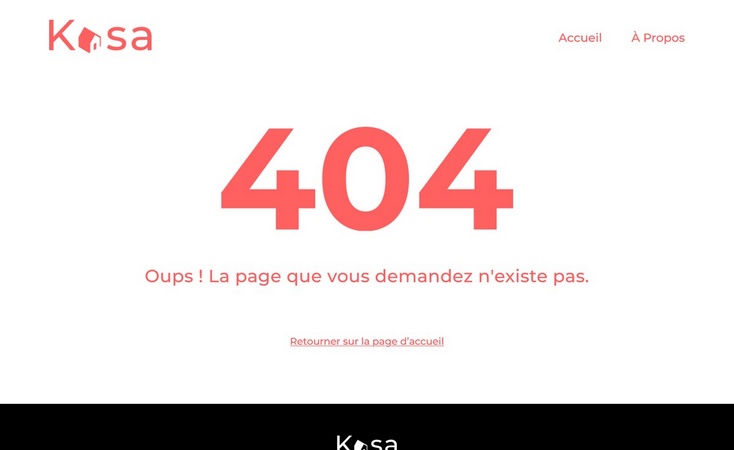 Kasa
Accueil
À Propos
404
Oups ! La page que vous demandez n'existe pas.
Retourner sur la page d'accueil
Kasa